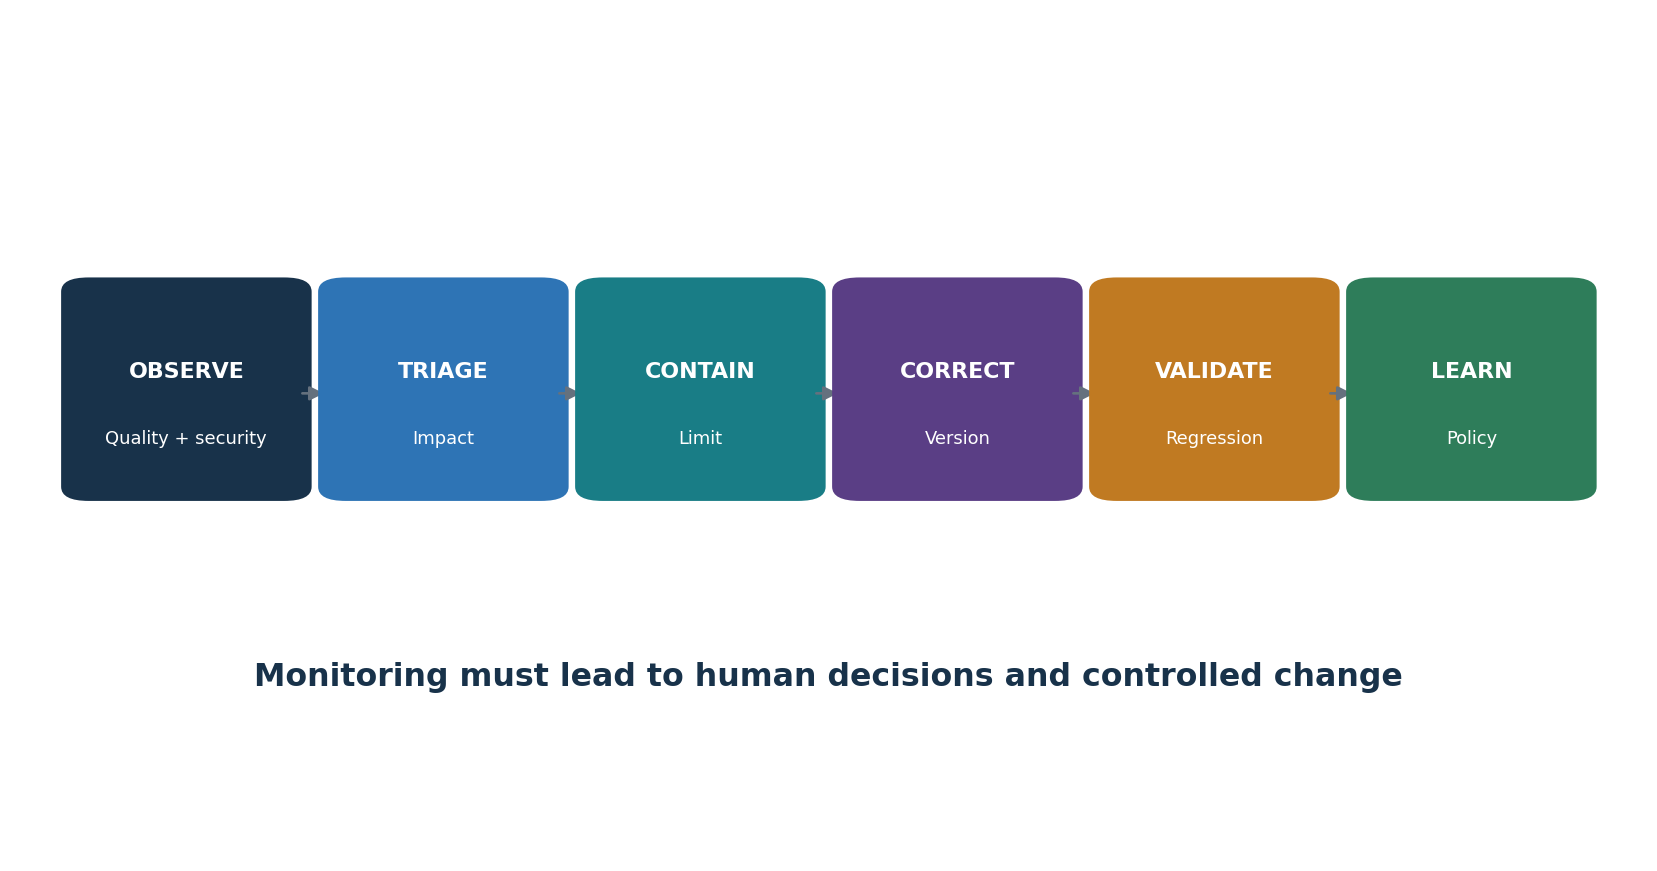 OBSERVE
Quality + security
TRIAGE
Impact
CONTAIN
Limit
CORRECT
Version
VALIDATE
Regression
LEARN
Policy
Monitoring must lead to human decisions and controlled change